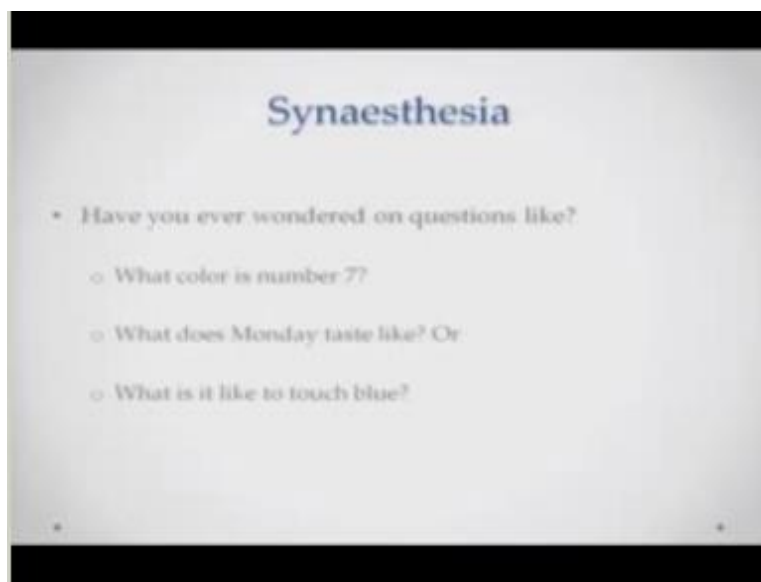 Synaesthesia
• Have you ever wondered on questions like?
o What color is number 7?
o What does Monday taste like? Or
o What is it like to touch blue?